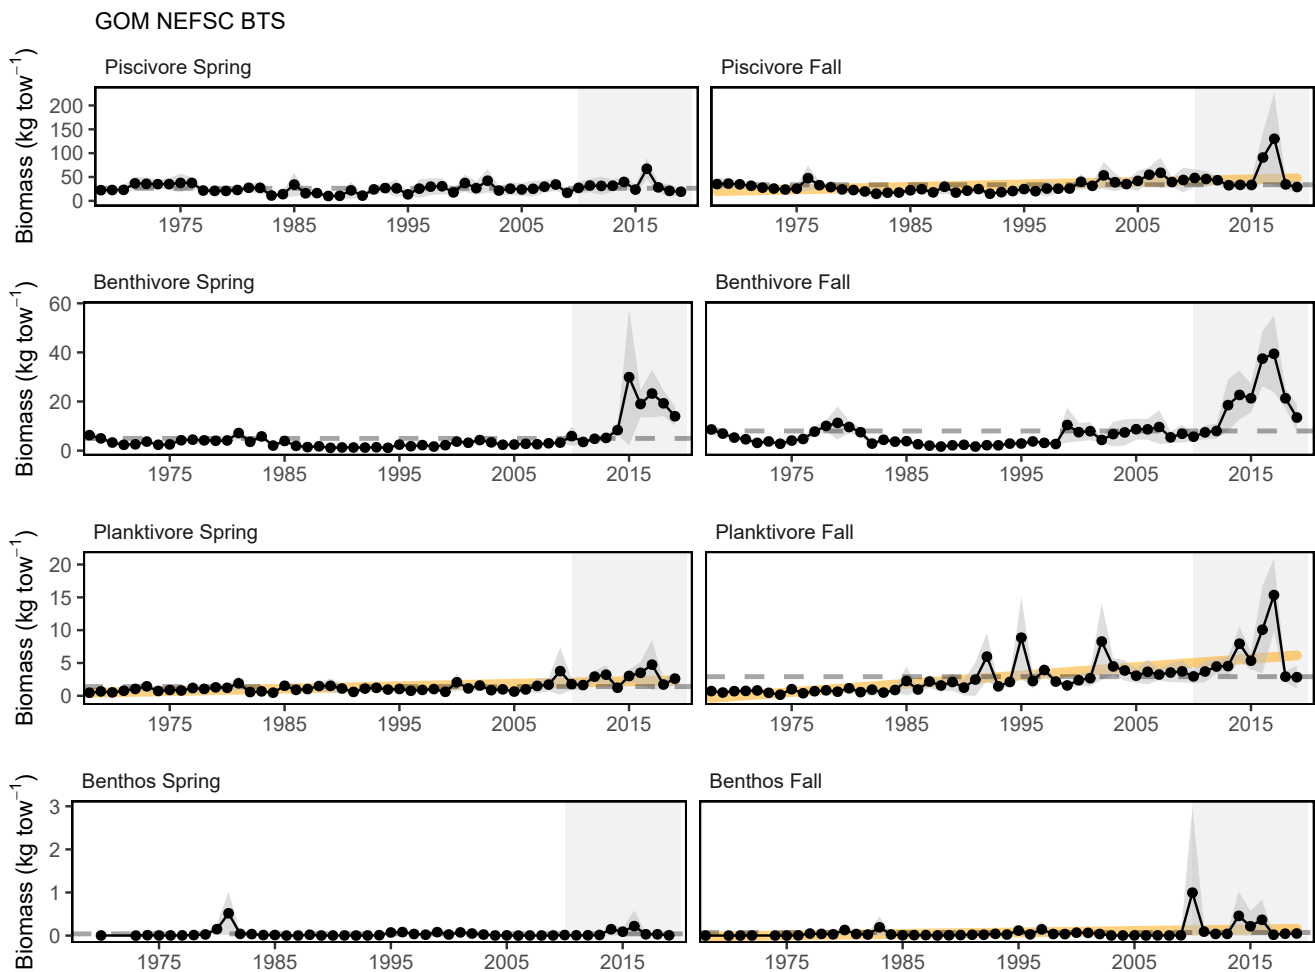 GOM NEFSC BTS
Piscivore Spring
Piscivore Fall
Biomass (kg tow⁻¹)
200
150
100
50
0
1975 1985 1995 2005 2015
1975 1985 1995 2005 2015
Benthivore Spring
Benthivore Fall
Biomass (kg tow⁻¹)
60
40
20
0
1975 1985 1995 2005 2015
1975 1985 1995 2005 2015
Planktivore Spring
Planktivore Fall
Biomass (kg tow⁻¹)
20
15
10
5
0
1975 1985 1995 2005 2015
1975 1985 1995 2005 2015
Benthos Spring
Benthos Fall
Biomass (kg tow⁻¹)
3
2
1
0
1975 1985 1995 2005 2015
1975 1985 1995 2005 2015